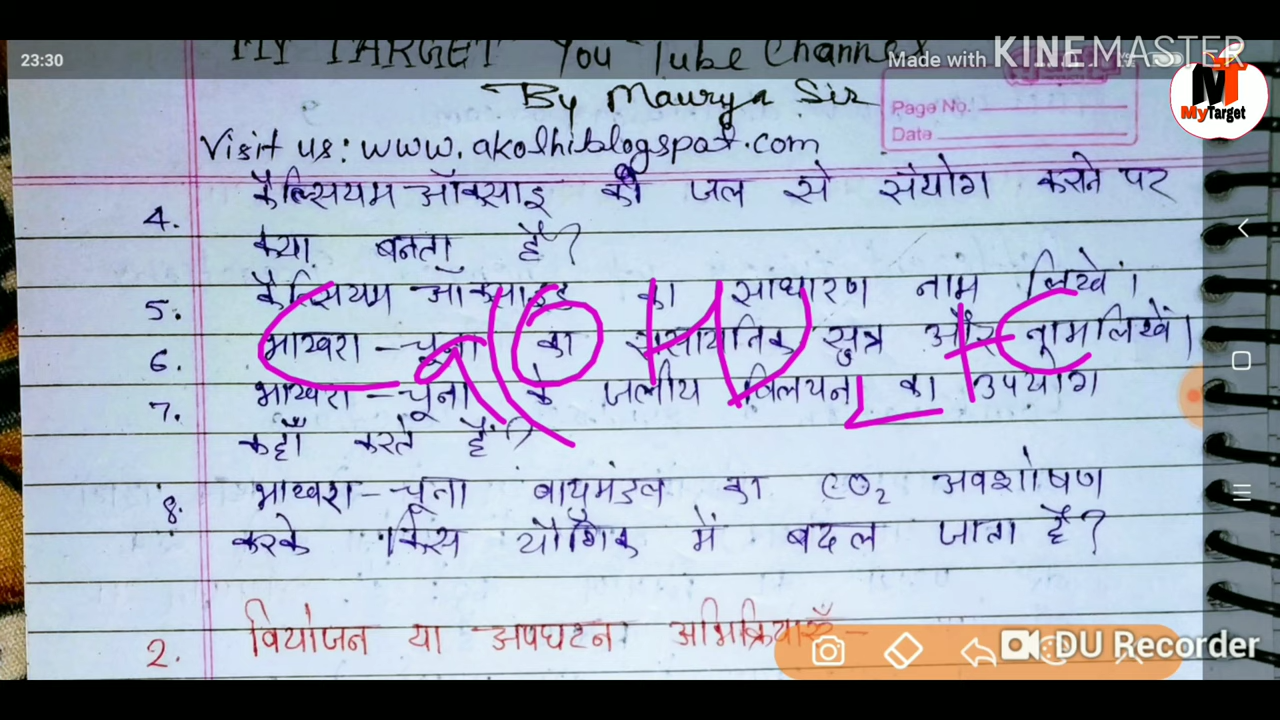 MY TARGET You Tube Channel
23:30
Made with KINEMASTER
By Maurya Sir
Page No.
Date
MyTarget
Visit us: www.akolhi.blogspot.com
4. कैल्सियम ऑक्साइ की जल से संयोग कराने पर
क्या बनता है?
5. कैल्सियम ऑक्साइड का साधारण नाम लिखें।
6. भाखरा-चूना का रासायनिक सुत्र और नाम लिखें।
7. भाखरा-चूना के जलीय विलयन का उपयोग
कहाँ करते हैं?
Ca(OH)2 + C
8. भाखरा-चूना वायुमंडल का CO2 अवशोषण
करके किस यौगिक में बदल जाता है?
2. वियोजन या अपघटन अभिक्रियाएँ-
DU Recorder